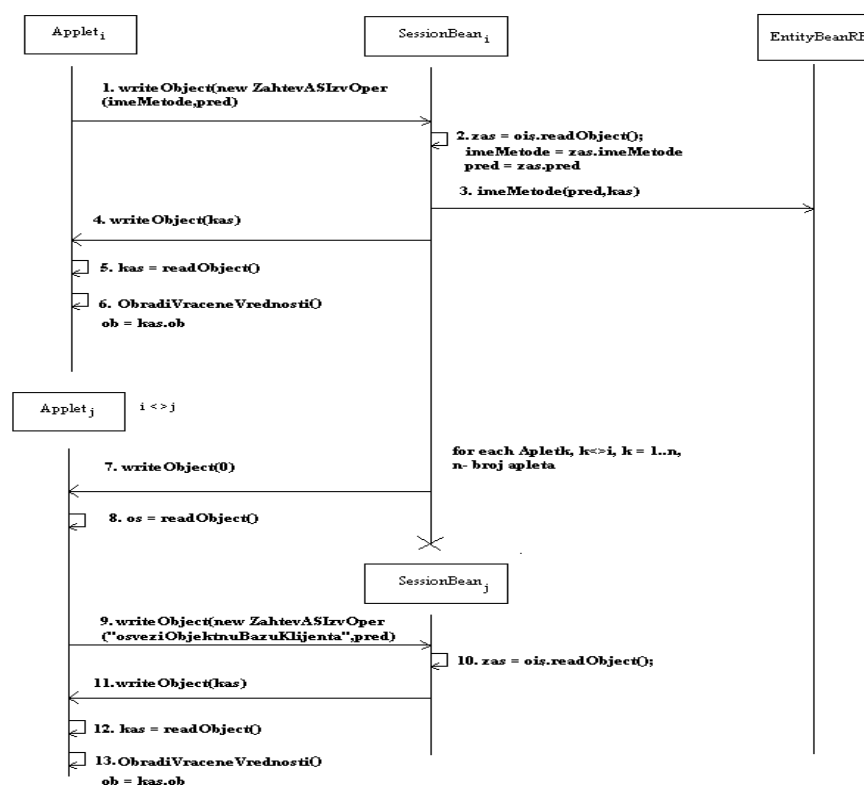 Applet i
SessionBean i
EntityBeanRB
1. writeObject(new ZahtevASIzvOper
(imeMetode,pred)
2. zas = ois.readObject();
imeMetode = zas.imeMetode
pred = zas.pred
3. imeMetode(pred,kas)
4. writeObject(kas)
5. kas = readObject()
6. ObradiVraceneVrednosti()
ob = kas.ob
Applet j
i <> j
for each Apletk, k<>i, k = 1..n,
n- broj apleta
7. writeObject(0)
8. os = readObject()
SessionBean j
9. writeObject(new ZahtevASIzvOper
("osveziObjektnuBazuKlijenta",pred)
10. zas = ois.readObject();
11. writeObject(kas)
12. kas = readObject()
13. ObradiVraceneVrednosti()
ob = kas.ob